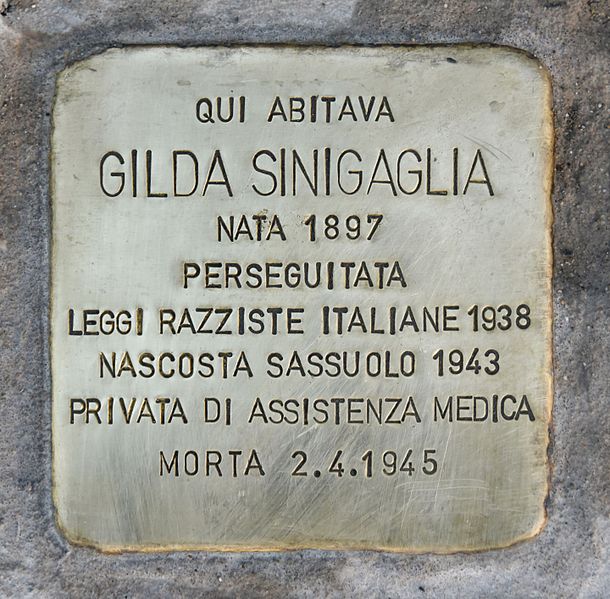 QUI ABITAVA
GILDA SINIGAGLIA
NATA 1897
PERSEGUITATA
LEGGI RAZZISTE ITALIANE 1938
NASCOSTA SASSUOLO 1943
PRIVATA DI ASSISTENZA MEDICA
MORTA 2.4.1945